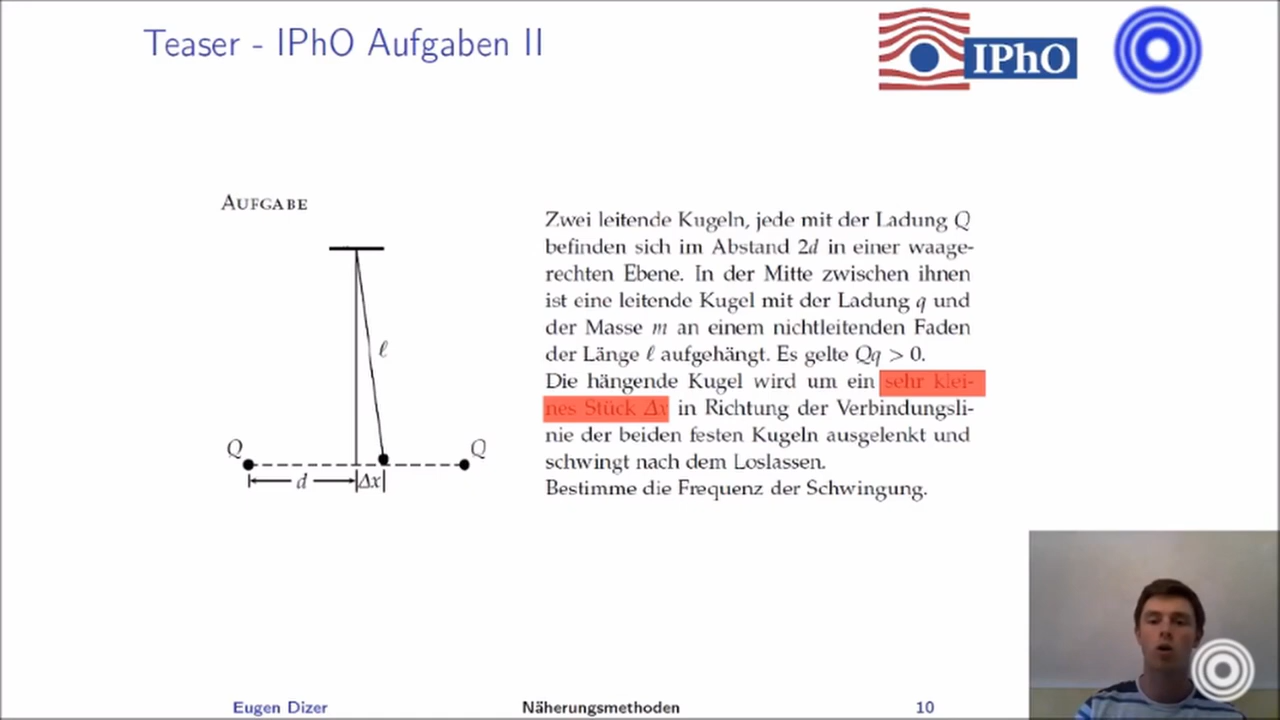 Teaser - IPhO Aufgaben II
IPhO
AUFGABE
Zwei leitende Kugeln, jede mit der Ladung Q
befinden sich im Abstand 2d in einer waage-
rechten Ebene. In der Mitte zwischen ihnen
ist eine leitende Kugel mit der Ladung q und
der Masse m an einem nichtleitenden Faden
der Länge ℓ aufgehängt. Es gelte Qq > 0.
Die hängende Kugel wird um ein sehr klei-
nes Stück Δx in Richtung der Verbindungsli-
nie der beiden festen Kugeln ausgelenkt und
schwingt nach dem Loslassen.
Bestimme die Frequenz der Schwingung.
ℓ
Q
Q
d
Δx
Eugen Dizer
Näherungsmethoden
10